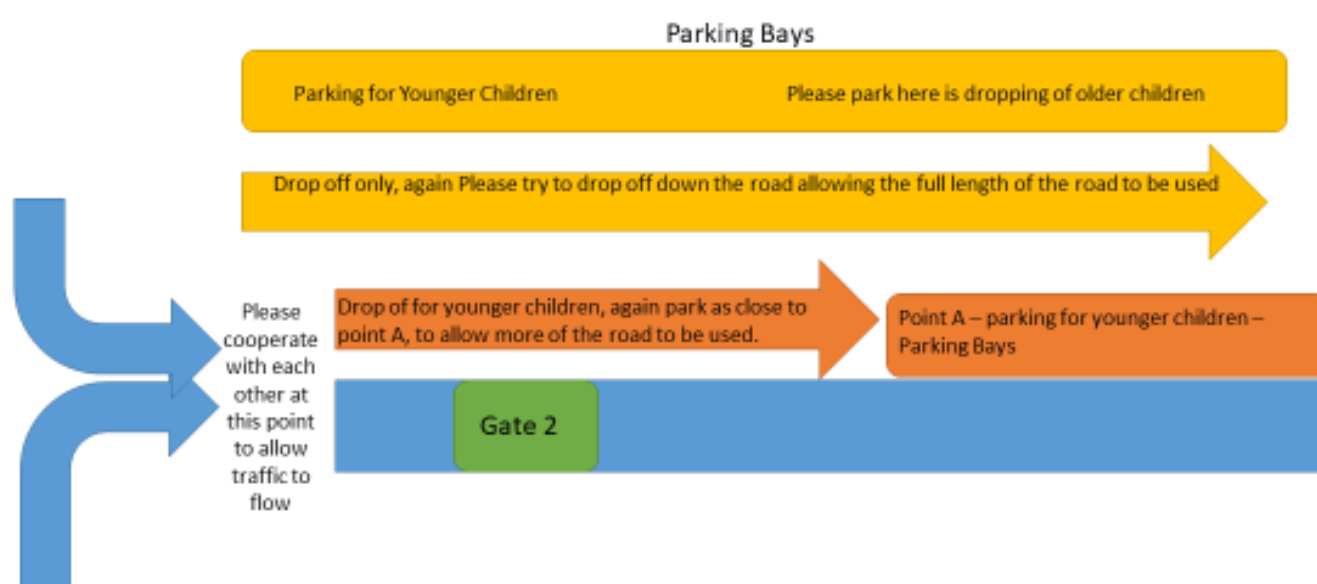 Parking Bays
Parking for Younger Children
Please park here is dropping of older children
Drop off only, again Please try to drop off down the road allowing the full length of the road to be used
Please
cooperate
with each
other at
this point
to allow
traffic to
flow
Drop of for younger children, again park as close to
point A, to allow more of the road to be used.
Point A – parking for younger children –
Parking Bays
Gate 2